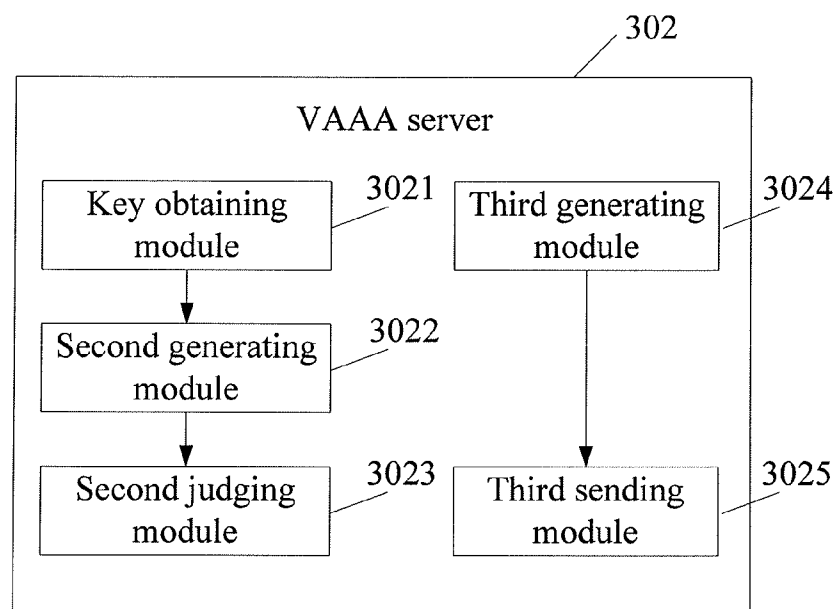 302
VAAA server
Key obtaining
module
3021
Third generating
module
3024
Second generating
module
3022
Second judging
module
3023
Third sending
module
3025